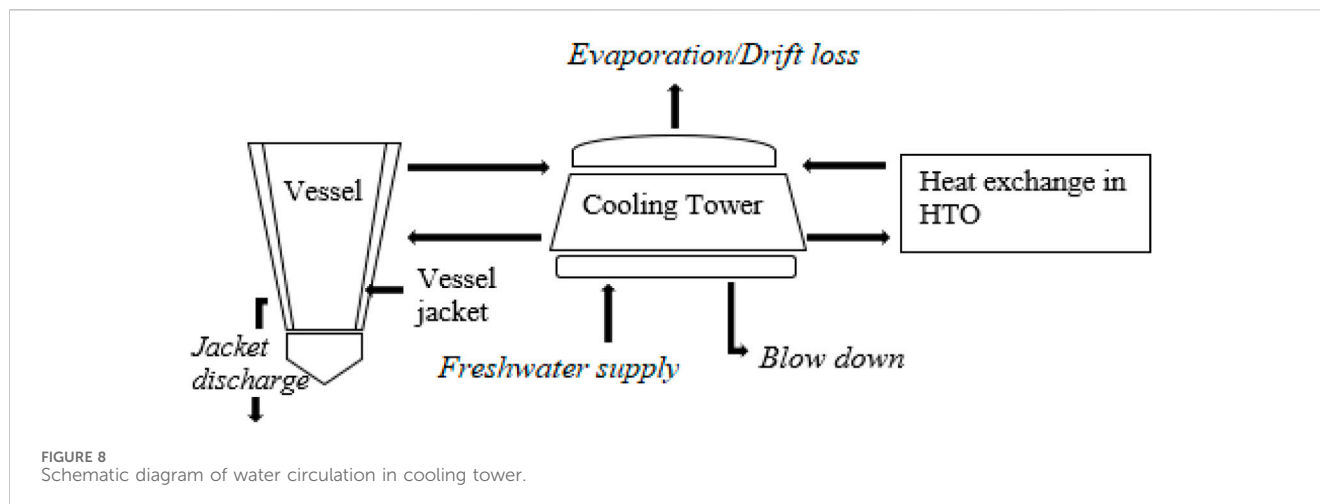 Evaporation/Drift loss
Vessel
Cooling Tower
Heat exchange in
HTO
Vessel
jacket
Jacket
discharge
Freshwater supply
Blow down
FIGURE 8
Schematic diagram of water circulation in cooling tower.